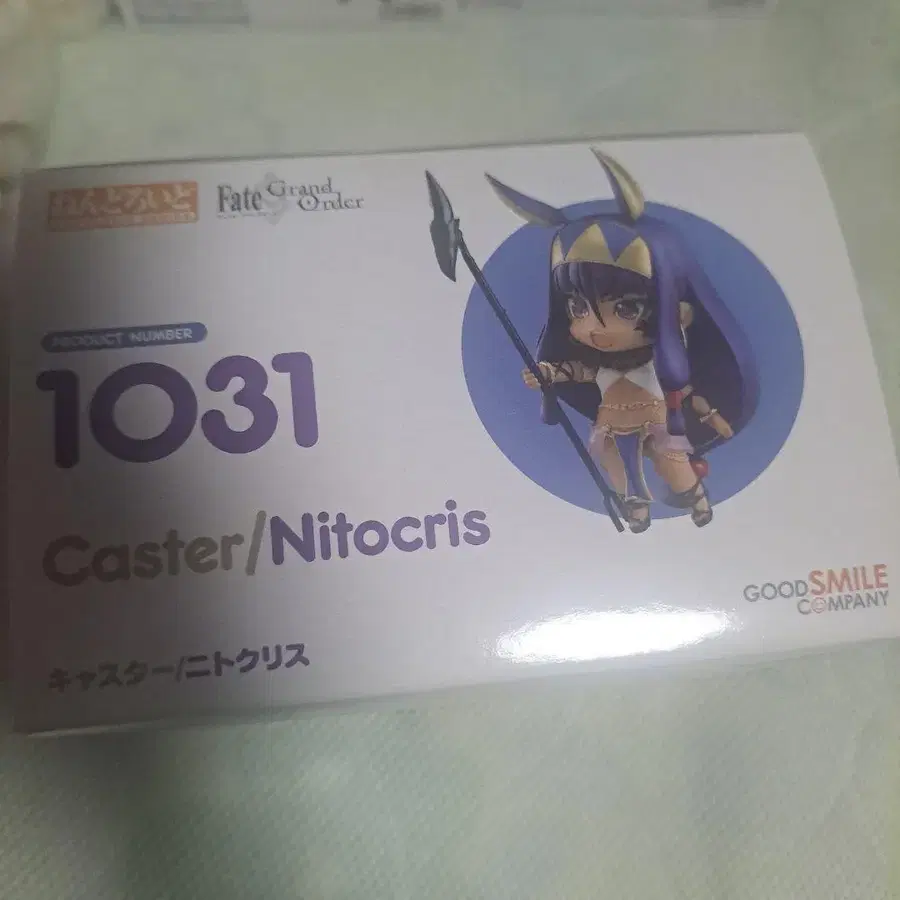 ねんどろいど
Fate Grand Order
PRODUCT NUMBER
1031
Caster/Nitocris
GOOD SMILE
COMPANY
キャスター/ニトクリス